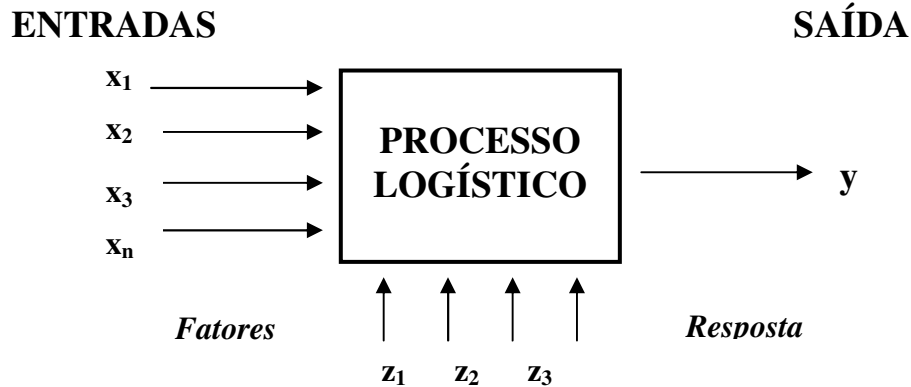 ENTRADAS SAÍDA
x₁
x₂
PROCESSO
LOGÍSTICO
y
x₃
xₙ
Fatores Resposta
z₁ z₂ z₃